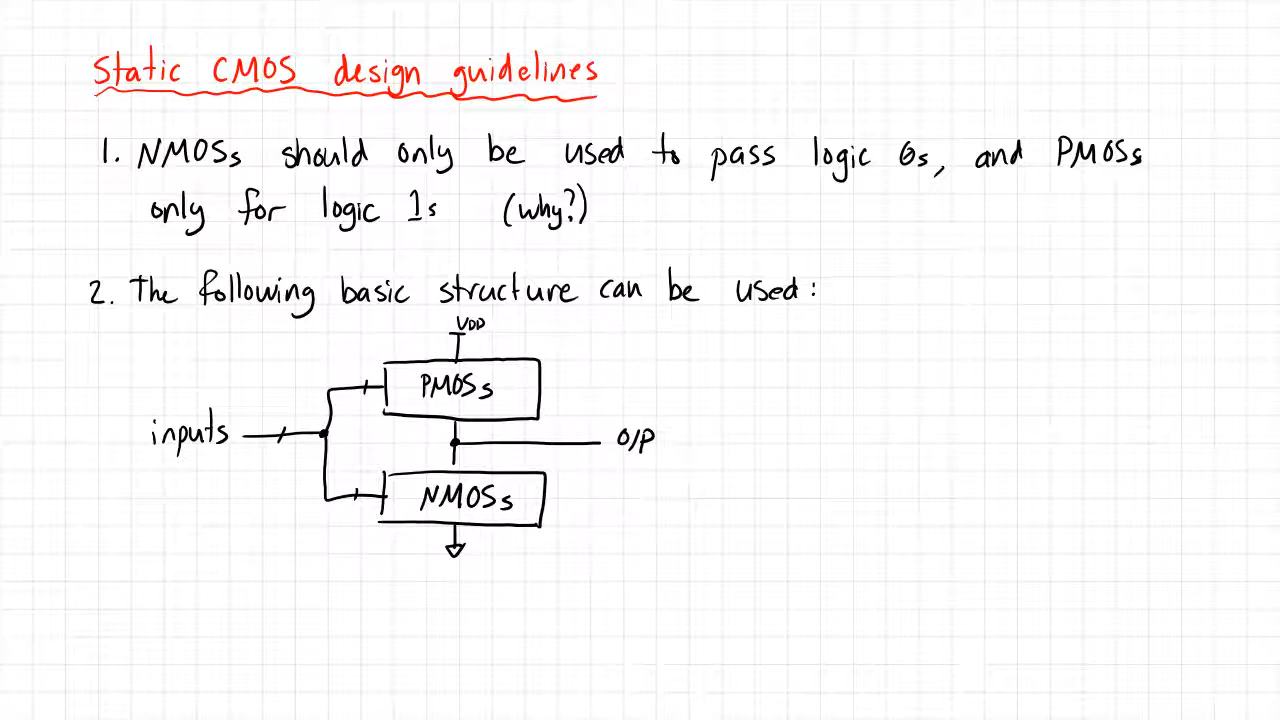 Static CMOS design guidelines
1. NMOSs should only be used to pass logic 0s, and PMOSs
only for logic 1s (why?)
2. The following basic structure can be used:
VDD
PMOSs
inputs
O/P
NMOSs